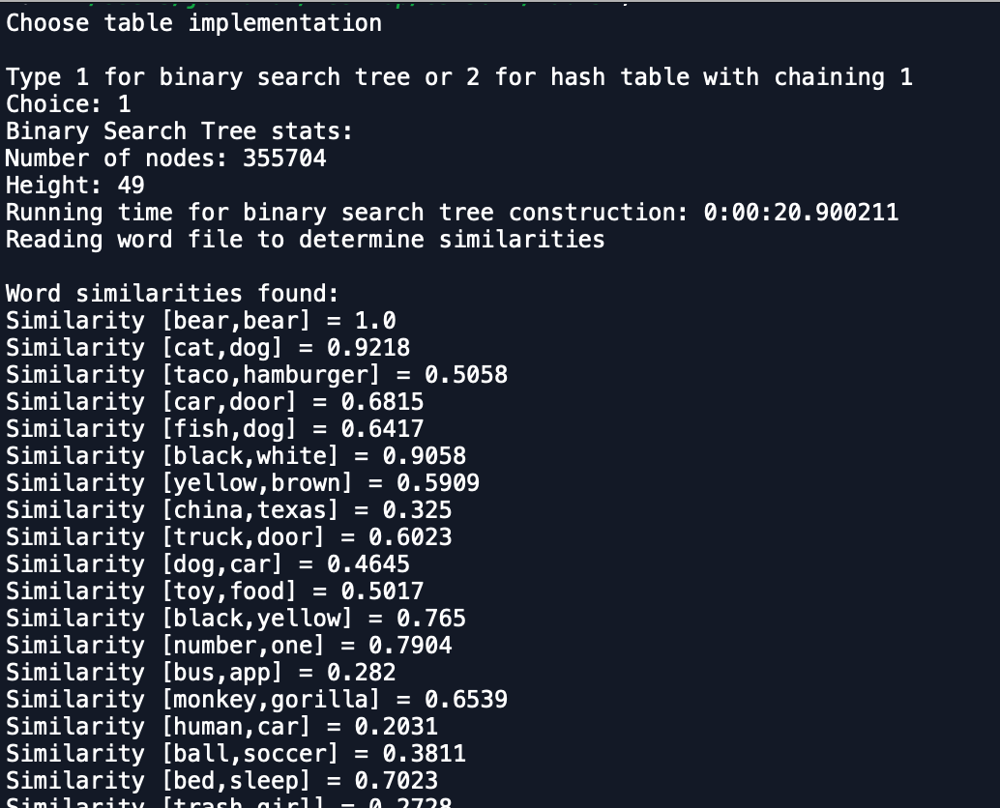 Choose table implementation
Type 1 for binary search tree or 2 for hash table with chaining 1
Choice: 1
Binary Search Tree stats:
Number of nodes: 355704
Height: 49
Running time for binary search tree construction: 0:00:20.900211
Reading word file to determine similarities
Word similarities found:
Similarity [bear,bear] = 1.0
Similarity [cat,dog] = 0.9218
Similarity [taco,hamburger] = 0.5058
Similarity [car,door] = 0.6815
Similarity [fish,dog] = 0.6417
Similarity [black,white] = 0.9058
Similarity [yellow,brown] = 0.5909
Similarity [china,texas] = 0.325
Similarity [truck,door] = 0.6023
Similarity [dog,car] = 0.4645
Similarity [toy,food] = 0.5017
Similarity [black,yellow] = 0.765
Similarity [number,one] = 0.7904
Similarity [bus,app] = 0.282
Similarity [monkey,gorilla] = 0.6539
Similarity [human,car] = 0.2031
Similarity [ball,soccer] = 0.3811
Similarity [bed,sleep] = 0.7023
Similarity [trash,girl] = 0.2728